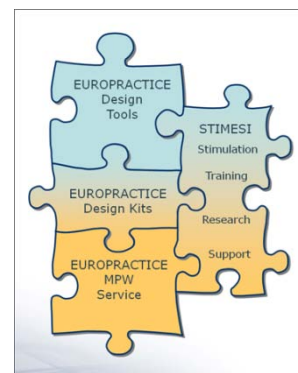 EUROPRACTICE
Design
Tools
EUROPRACTICE
Design Kits
EUROPRACTICE
MPW
Service
STIMESI
Stimulation
Training
Research
Support